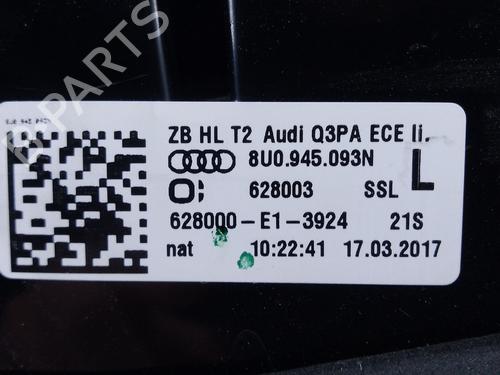 B-PARTS
ZB HL T2 Audi Q3PA ECE li.
8U0.945.093N
628003 SSL L
628000-E1-3924 21S
nat 10:22:41 17.03.2017